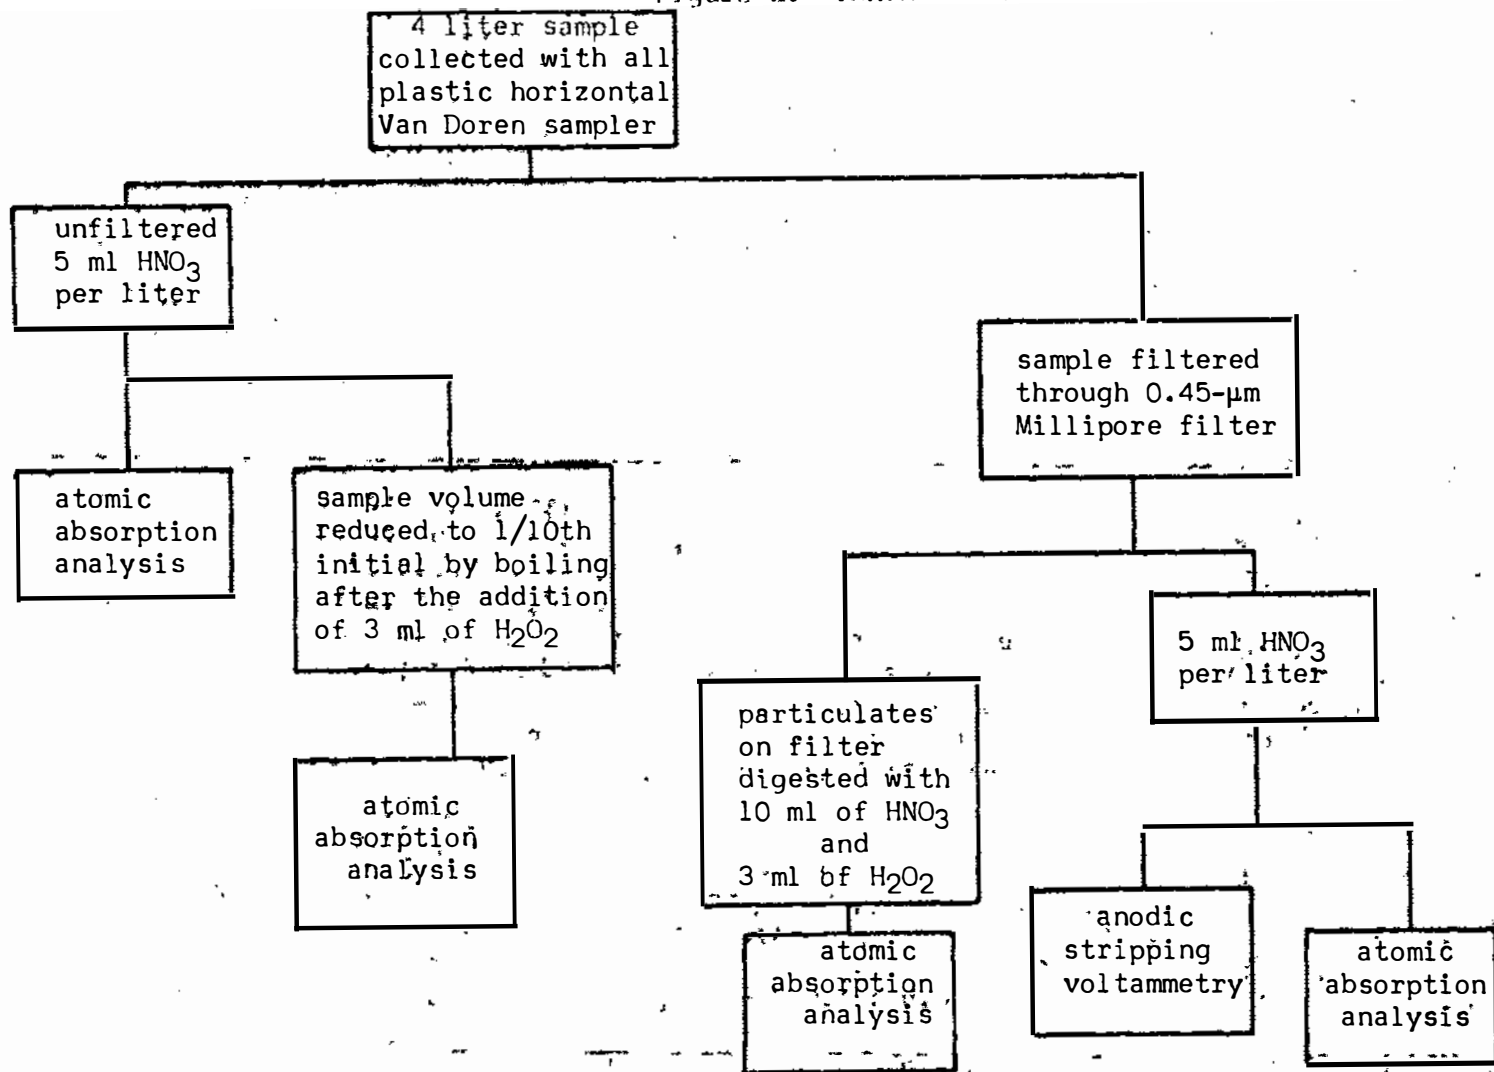 4 liter sample
collected with all
plastic horizontal
Van Doren sampler
unfiltered
5 ml HNO3
per liter
sample filtered
through 0.45-µm
Millipore filter
atomic
absorption
analysis
sample volume
reduced to 1/10th
initial by boiling
after the addition
of 3 ml of H2O2
5 ml HNO3
per liter
particulates
on filter
digested with
10 ml of HNO3
and
3 ml of H2O2
atomic
absorption
analysis
anodic
stripping
voltammetry
atomic
absorption
analysis
atomic
absorption
analysis